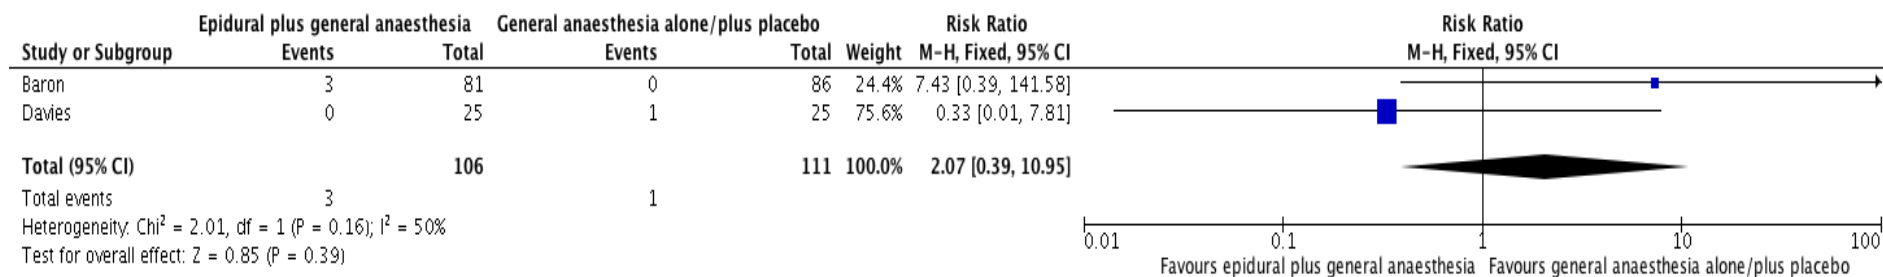 Epidural plus general anaesthesia General anaesthesia alone/plus placebo Risk Ratio Risk Ratio
Study or Subgroup Events Total Events Total Weight M-H, Fixed, 95% CI M-H, Fixed, 95% CI
Baron 3 81 0 86 24.4% 7.43 [0.39, 141.58]
Davies 0 25 1 25 75.6% 0.33 [0.01, 7.81]
Total (95% CI) 106 111 100.0% 2.07 [0.39, 10.95]
Total events 3 1
Heterogeneity: Chi² = 2.01, df = 1 (P = 0.16); I² = 50%
Test for overall effect: Z = 0.85 (P = 0.39)
0.01 0.1 1 10 100
Favours epidural plus general anaesthesia Favours general anaesthesia alone/plus placebo